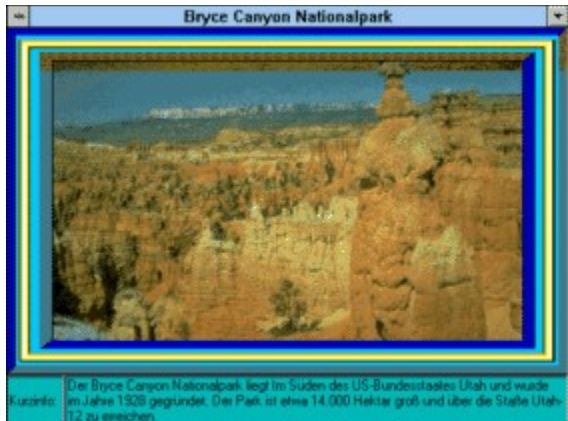 Bryce Canyon Nationalpark
Kurzinfo:
Der Bryce Canyon Nationalpark liegt Im Süden des US-Bundesstaates Utah und wurde
im Jahre 1928 gegründet. Der Park ist etwa 14.000 Hektar groß und über die Staße Utah-
12 zu erreichen.